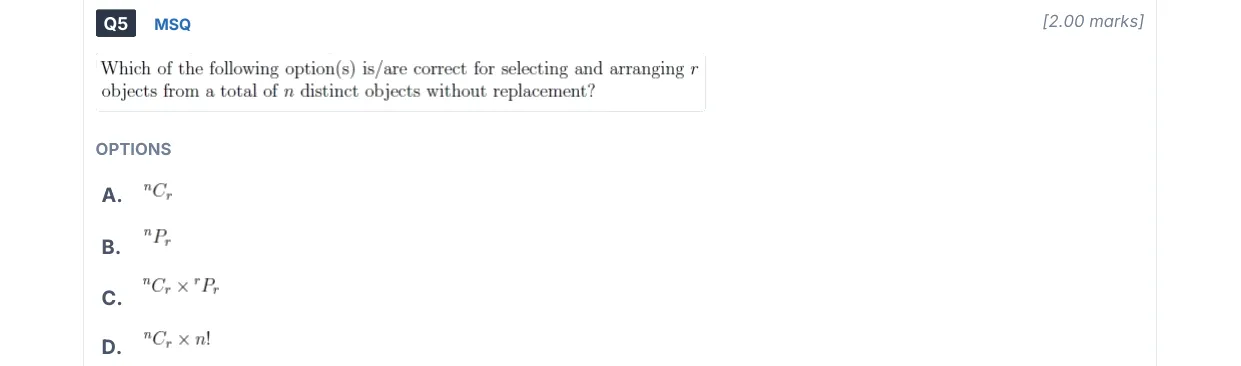 Q5 MSQ [2.00 marks]
Which of the following option(s) is/are correct for selecting and arranging r
objects from a total of n distinct objects without replacement?
OPTIONS
A. ⁿCᵣ
B. ⁿPᵣ
C. ⁿCᵣ × ʳPᵣ
D. ⁿCᵣ × n!